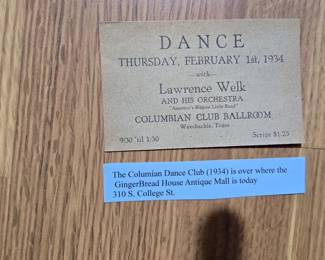 DANCE
THURSDAY, FEBRUARY 1st, 1934
—with—
Lawrence Welk
AND HIS ORCHESTRA
"America's Biggest Little Band"
COLUMBIAN CLUB BALLROOM
Waxahachie, Texas
9:30 'til 1:30 Script $1.25
The Columian Dance Club (1934) is over where the
GingerBread House Antique Mall is today
310 S. College St.